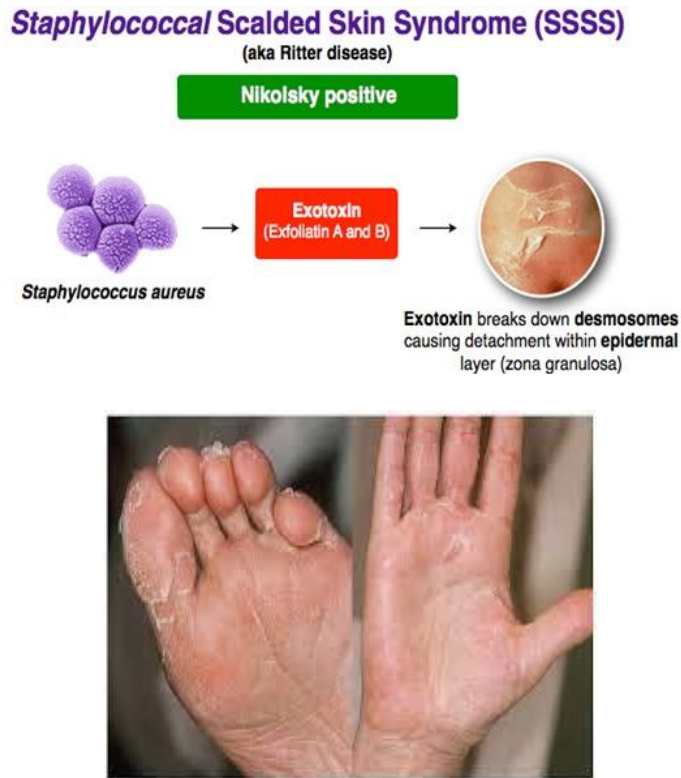 Staphylococcal Scalded Skin Syndrome (SSSS)
(aka Ritter disease)
Nikolsky positive
Exotoxin
(Exfoliatin A and B)
Staphylococcus aureus
Exotoxin breaks down desmosomes
causing detachment within epidermal
layer (zona granulosa)